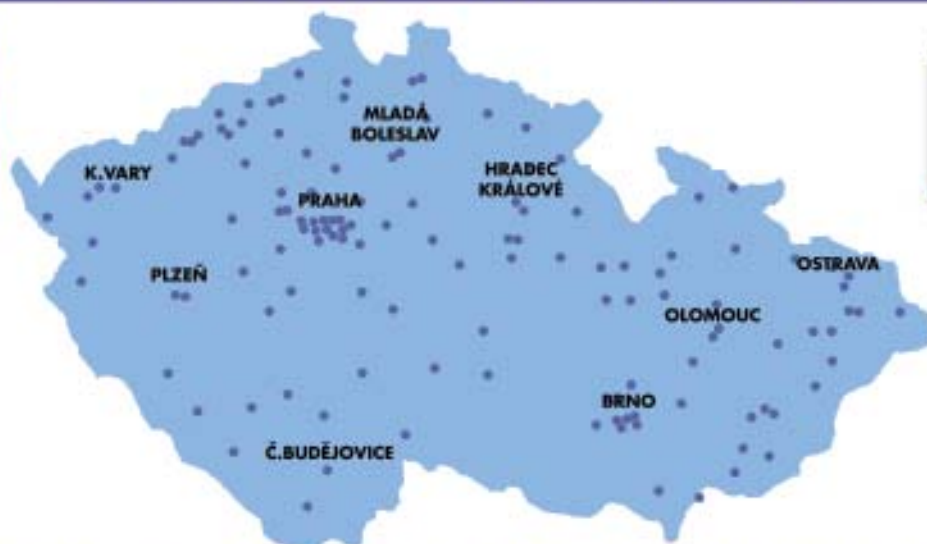 MLADÁ
BOLESLAV
K.VARY
HRADEC
KRÁLOVÉ
PRAHA
PLZEŇ
OSTRAVA
OLOMOUC
BRNO
Č.BUDĚJOVICE